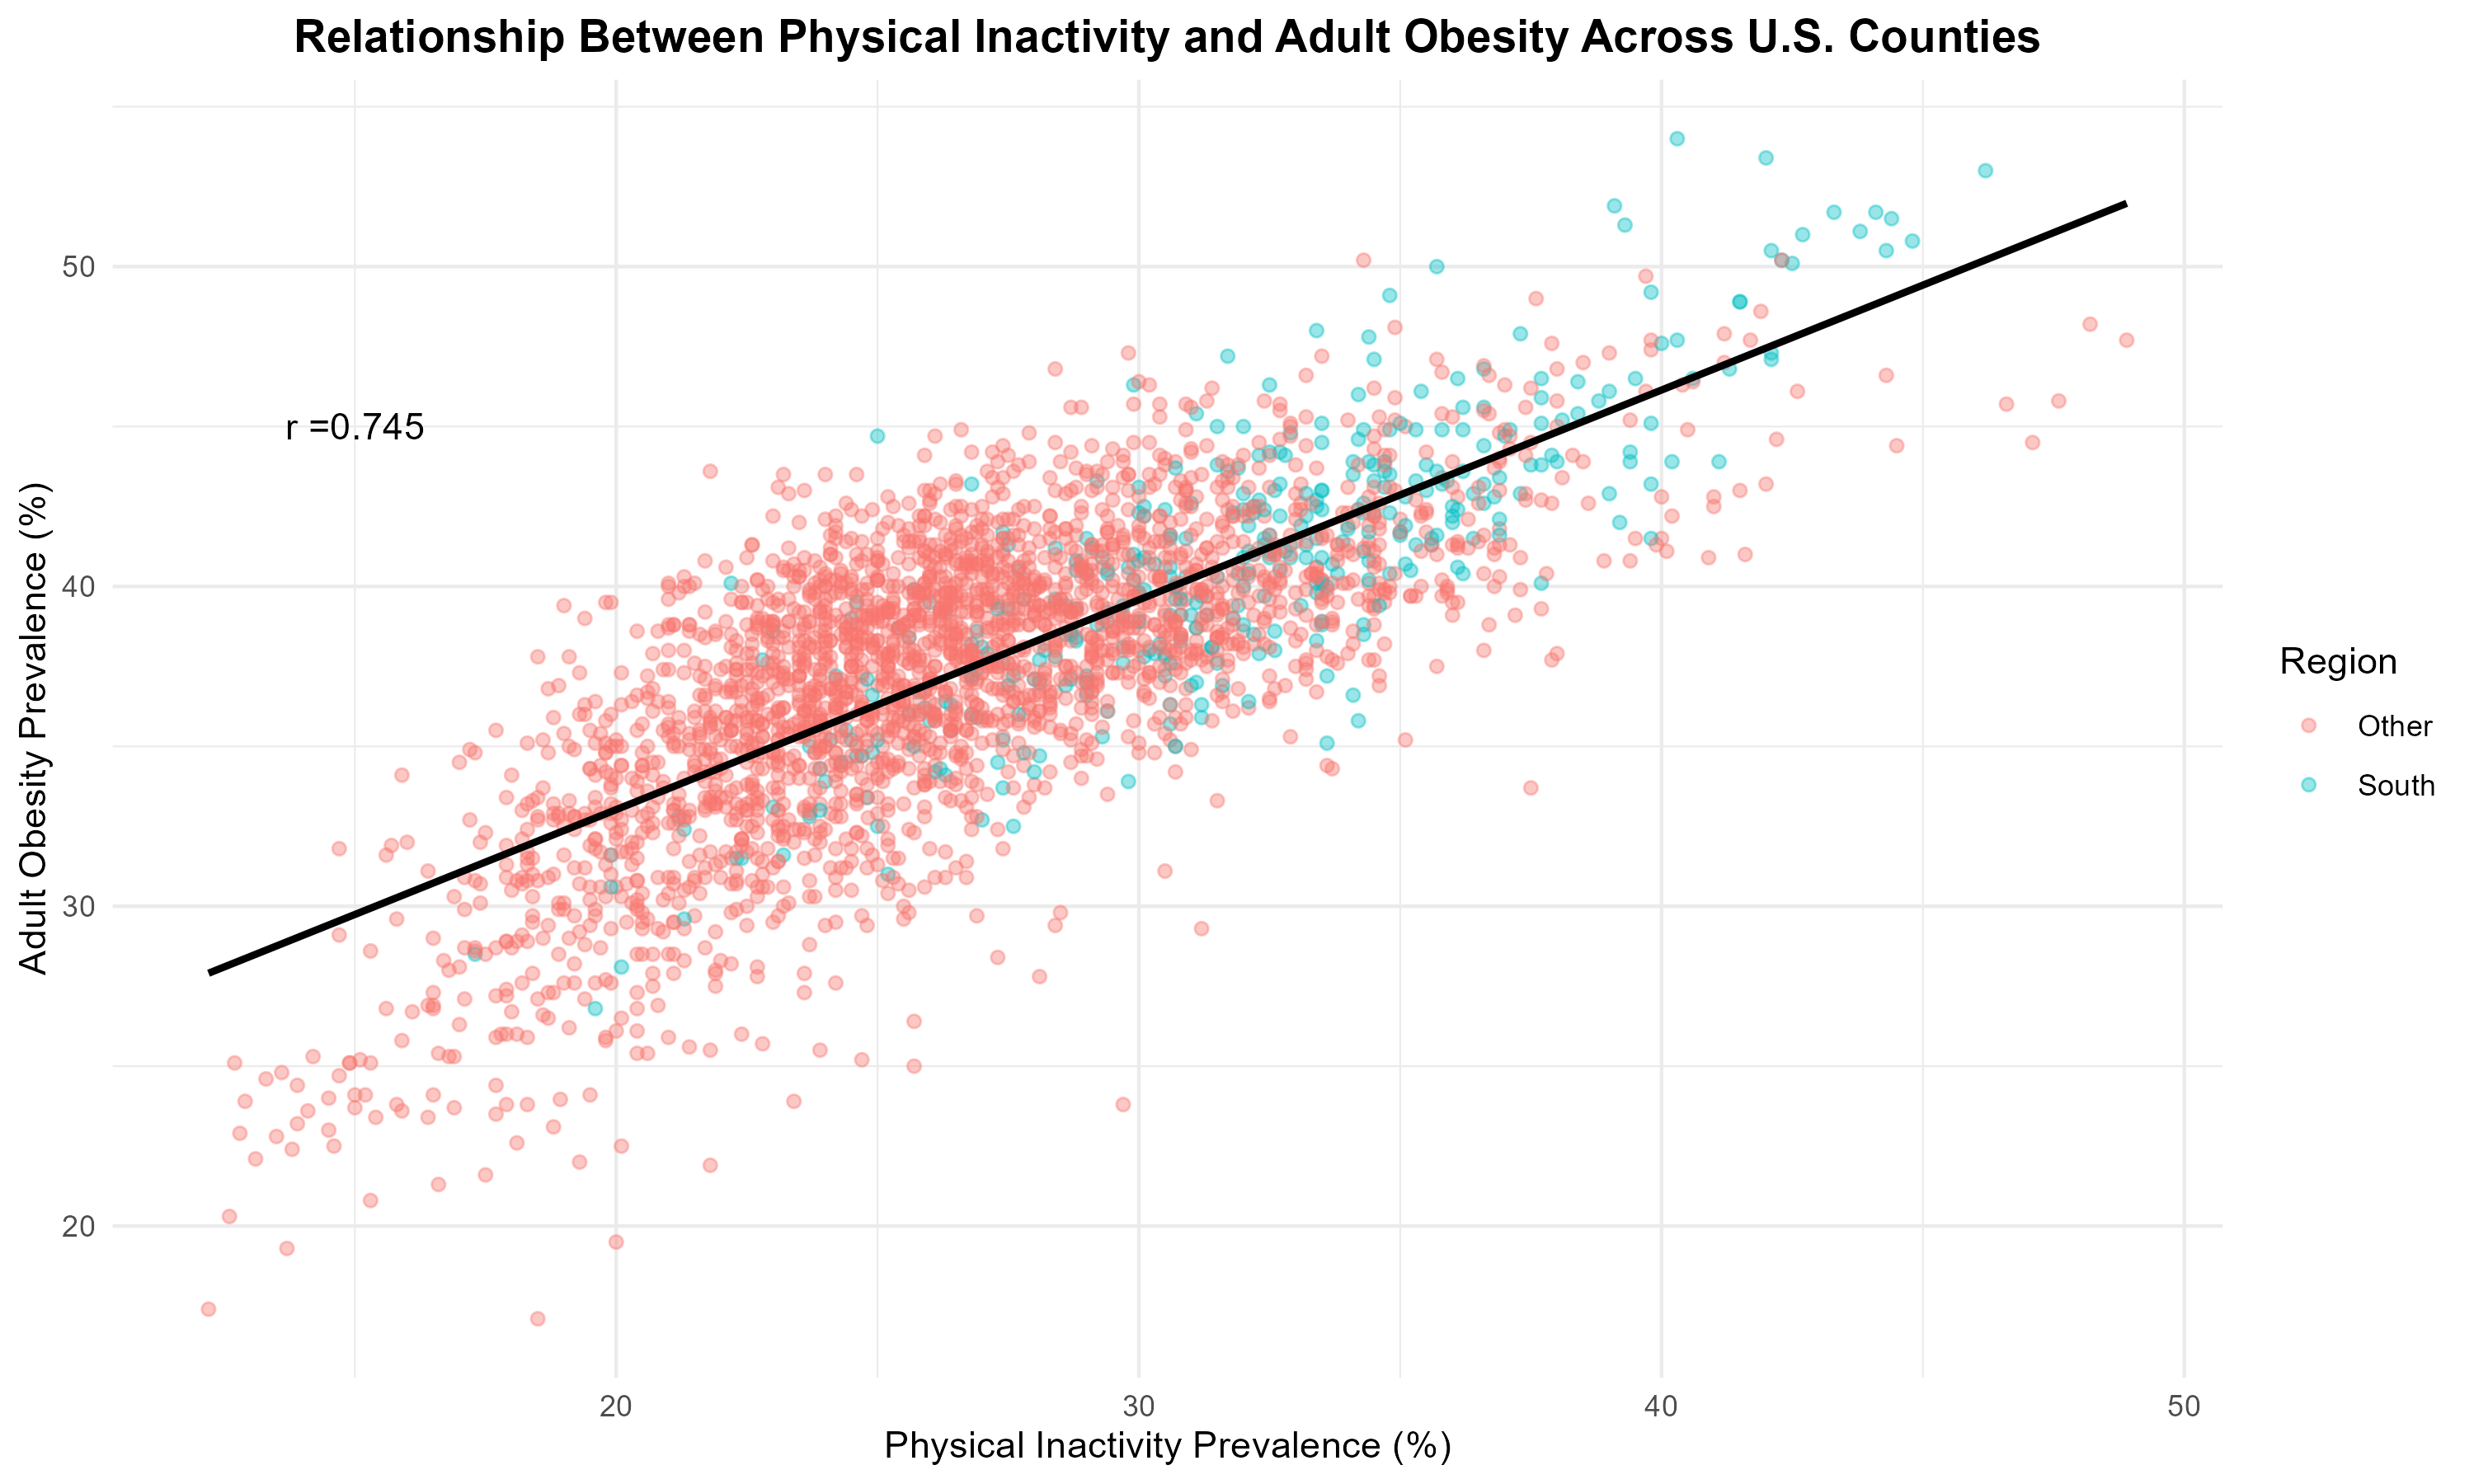 Relationship Between Physical Inactivity and Adult Obesity Across U.S. Counties
Adult Obesity Prevalence (%)
50
40
30
20
r =0.745
20
30
40
50
Physical Inactivity Prevalence (%)
Region
Other
South